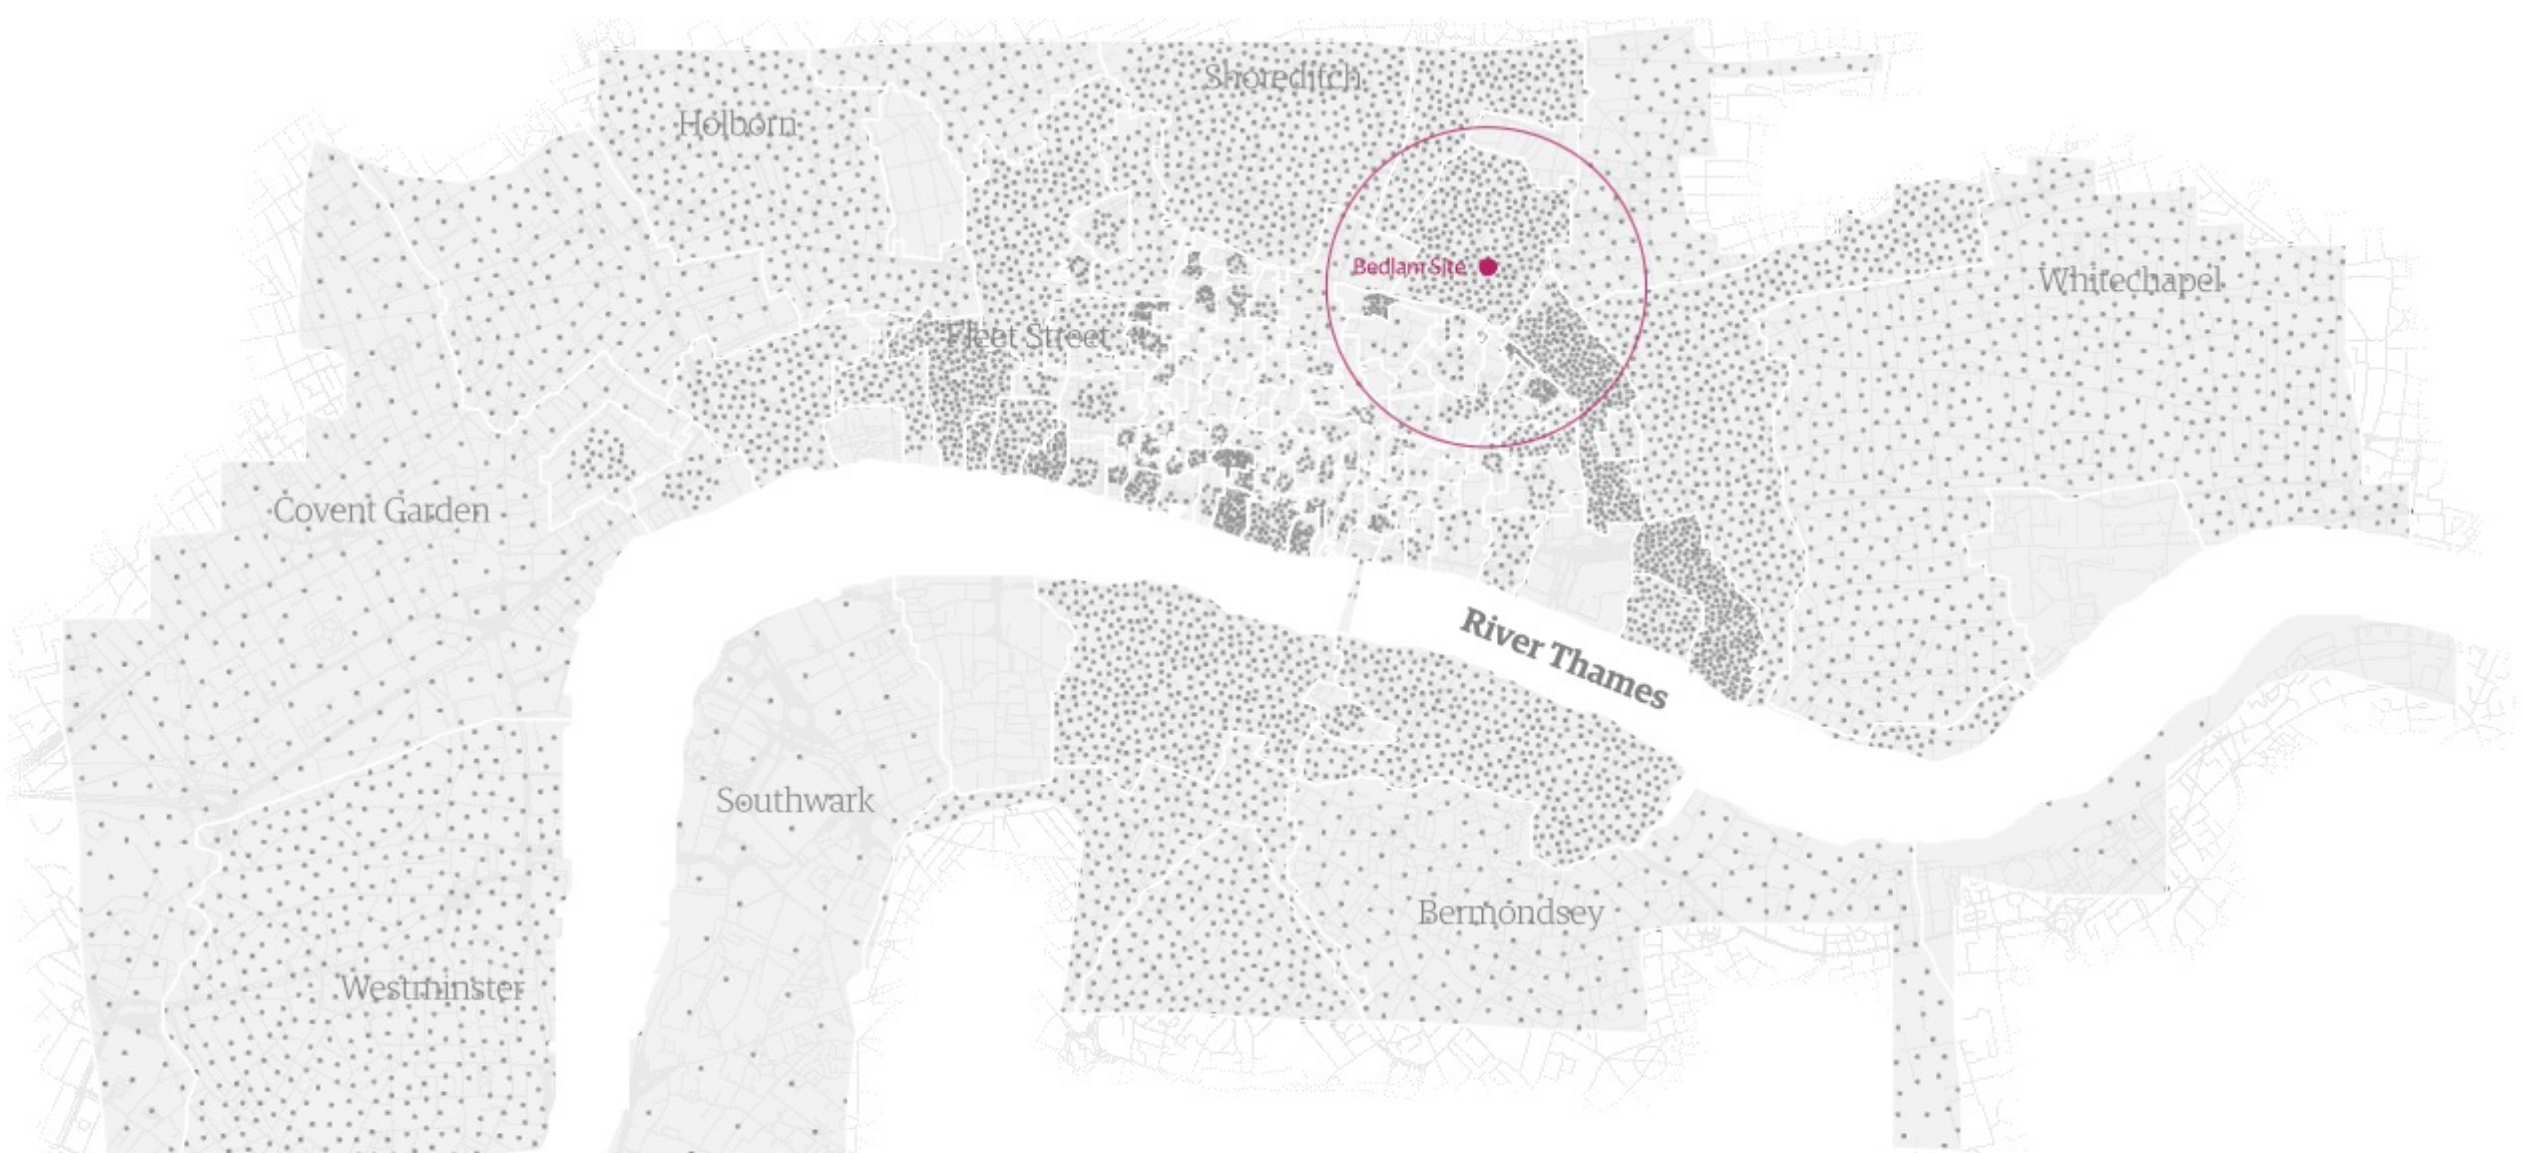 Shoreditch
Holborn
Bedlam Site
Whitechapel
Fleet Street
Covent Garden
River Thames
Southwark
Bermondsey
Westminster